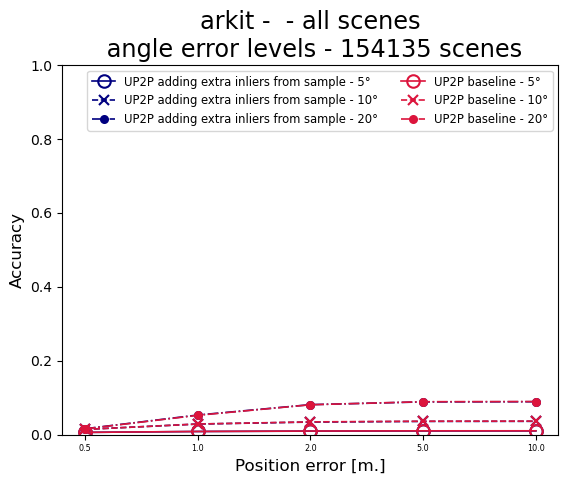 arkit -  - all scenes
angle error levels - 154135 scenes
UP2P adding extra inliers from sample - 5°
UP2P adding extra inliers from sample - 10°
UP2P adding extra inliers from sample - 20°
UP2P baseline - 5°
UP2P baseline - 10°
UP2P baseline - 20°
Accuracy
1.0
0.8
0.6
0.4
0.2
0.0
0.5 1.0 2.0 5.0 10.0
Position error [m.]